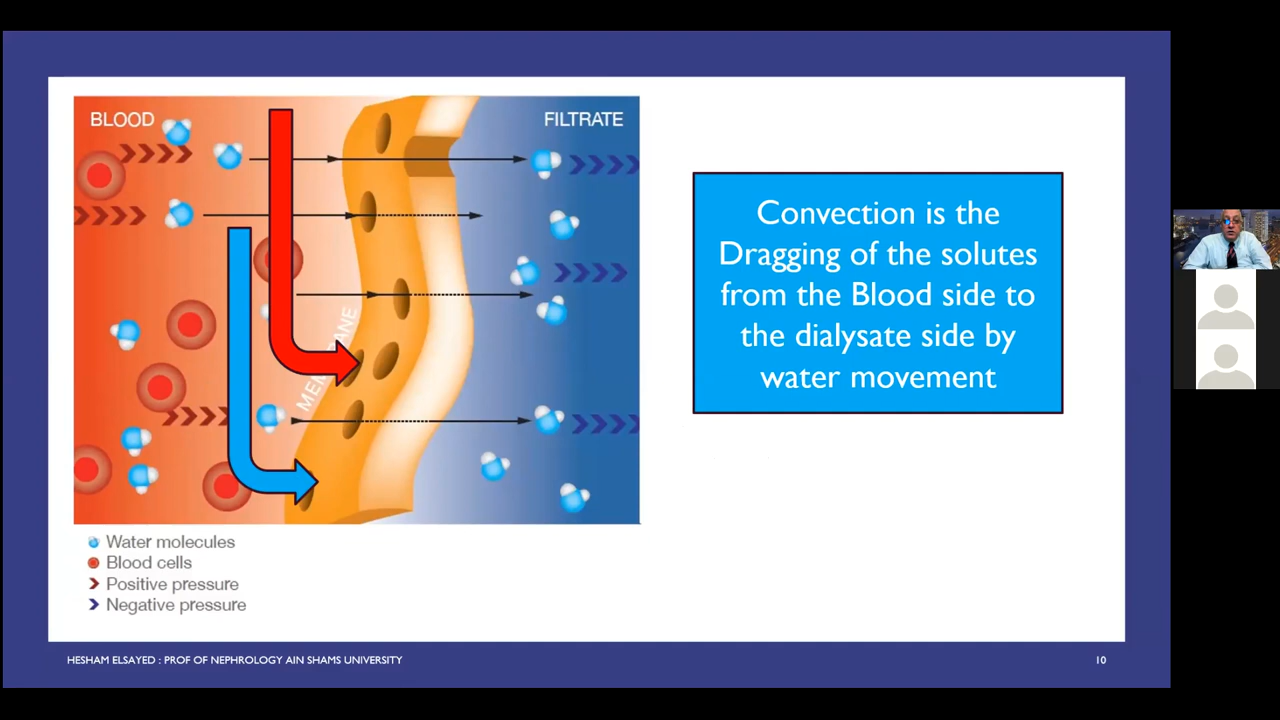 BLOOD
FILTRATE
MEMBRANE
Convection is the
Dragging of the solutes
from the Blood side to
the dialysate side by
water movement
Water molecules
Blood cells
Positive pressure
Negative pressure
HESHAM ELSAYED : PROF OF NEPHROLOGY AIN SHAMS UNIVERSITY
10